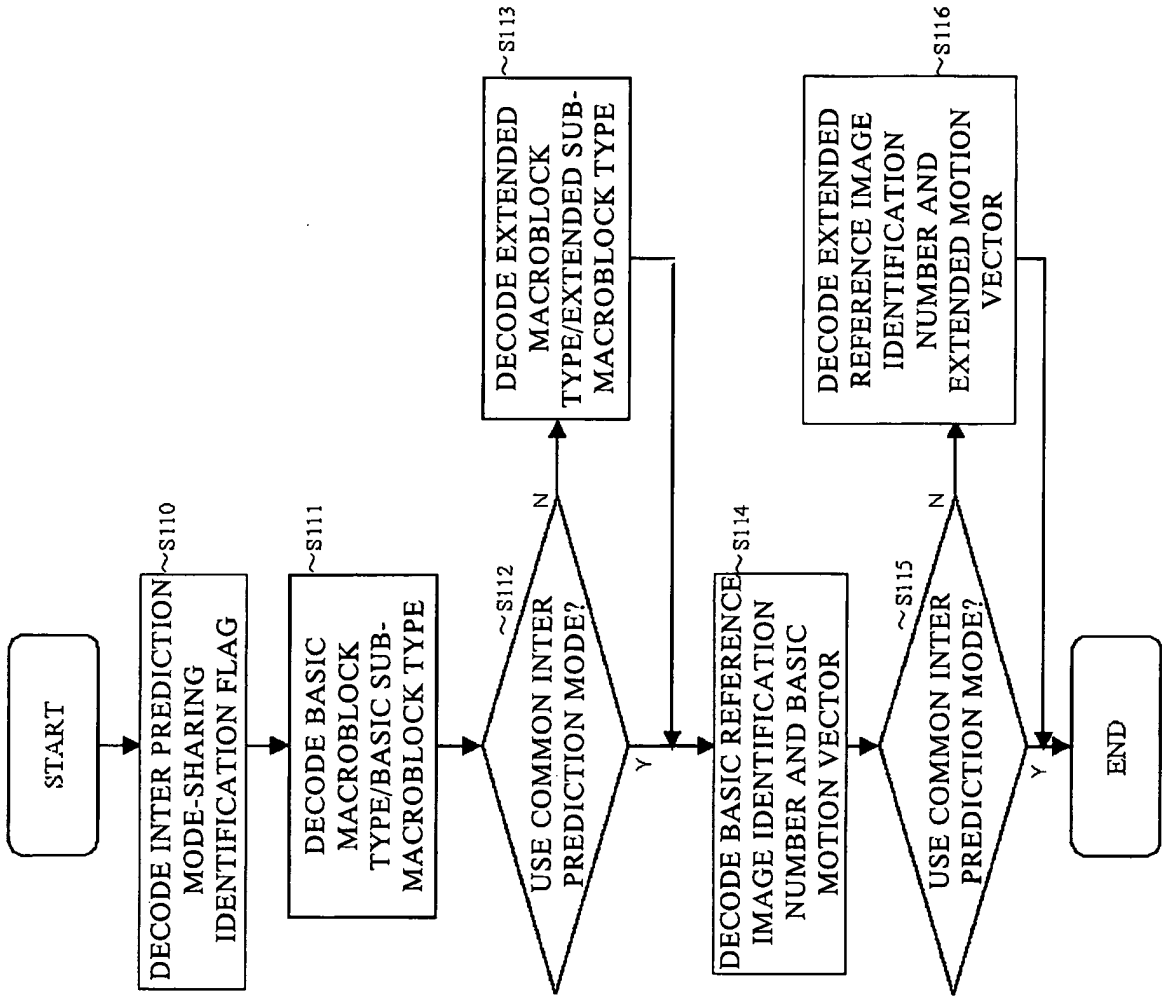 START
DECODE INTER PREDICTION
MODE-SHARING
IDENTIFICATION FLAG
~S110
DECODE BASIC
MACROBLOCK
TYPE/BASIC SUB-
MACROBLOCK TYPE
~S111
USE COMMON INTER
PREDICTION MODE?
~S112
N
Y
DECODE EXTENDED
MACROBLOCK
TYPE/EXTENDED SUB-
MACROBLOCK TYPE
~S113
DECODE BASIC REFERENCE
IMAGE IDENTIFICATION
NUMBER AND BASIC
MOTION VECTOR
~S114
USE COMMON INTER
PREDICTION MODE?
~S115
N
Y
DECODE EXTENDED
REFERENCE IMAGE
IDENTIFICATION
NUMBER AND
EXTENDED MOTION
VECTOR
~S116
END